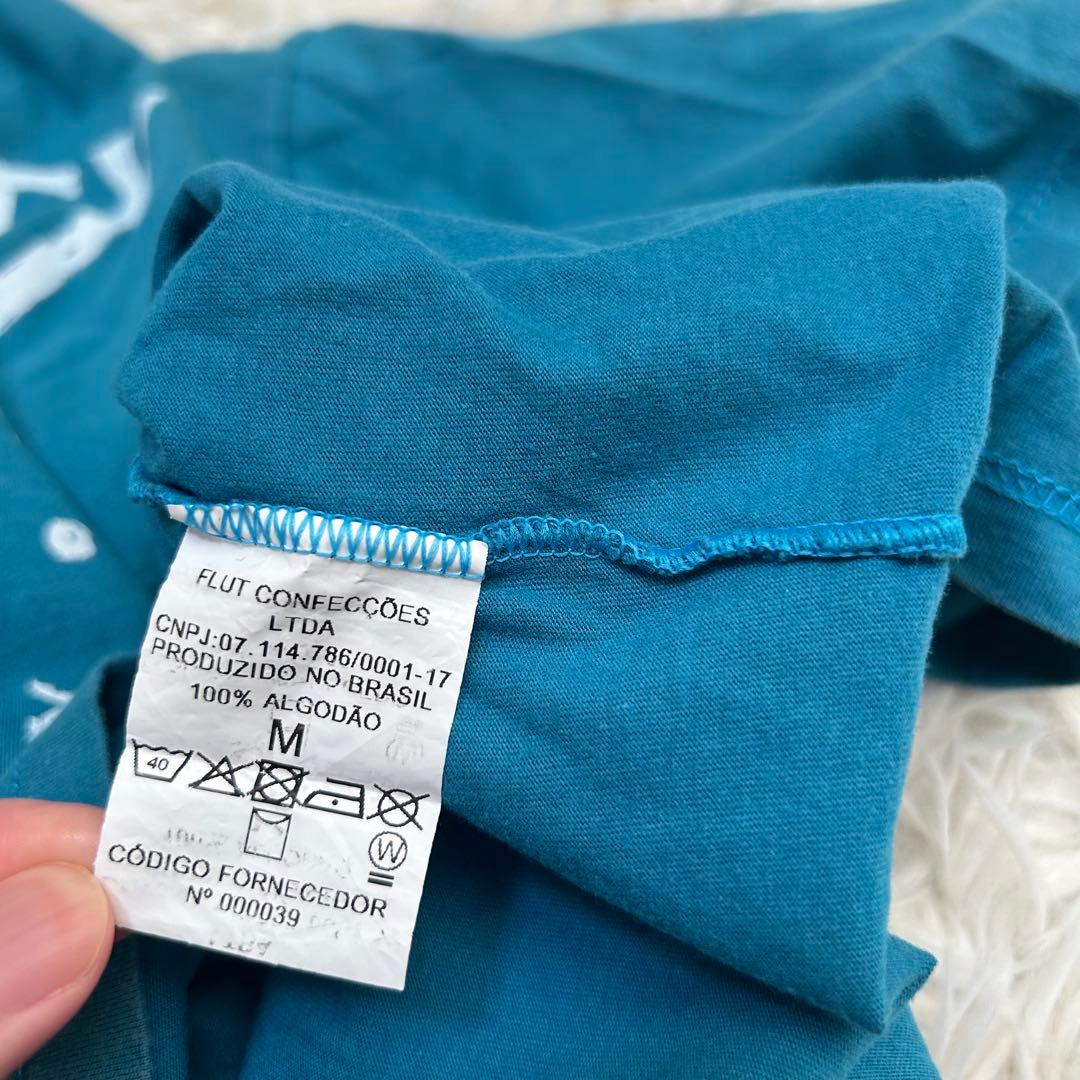 FLUT CONFECÇÕES
LTDA
CNPJ:07.114.786/0001-17
PRODUZIDO NO BRASIL
100% ALGODÃO
M
40
W
CÓDIGO FORNECEDOR
Nº 000039